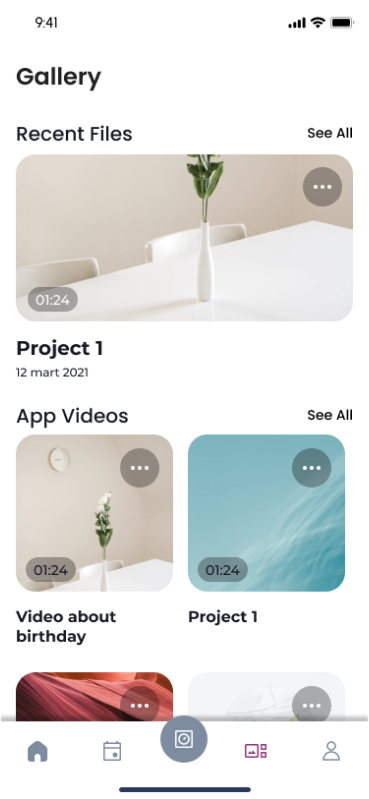 9:41
Gallery
Recent Files
See All
01:24
Project 1
12 mart 2021
App Videos
See All
01:24
01:24
Video about
birthday
Project 1